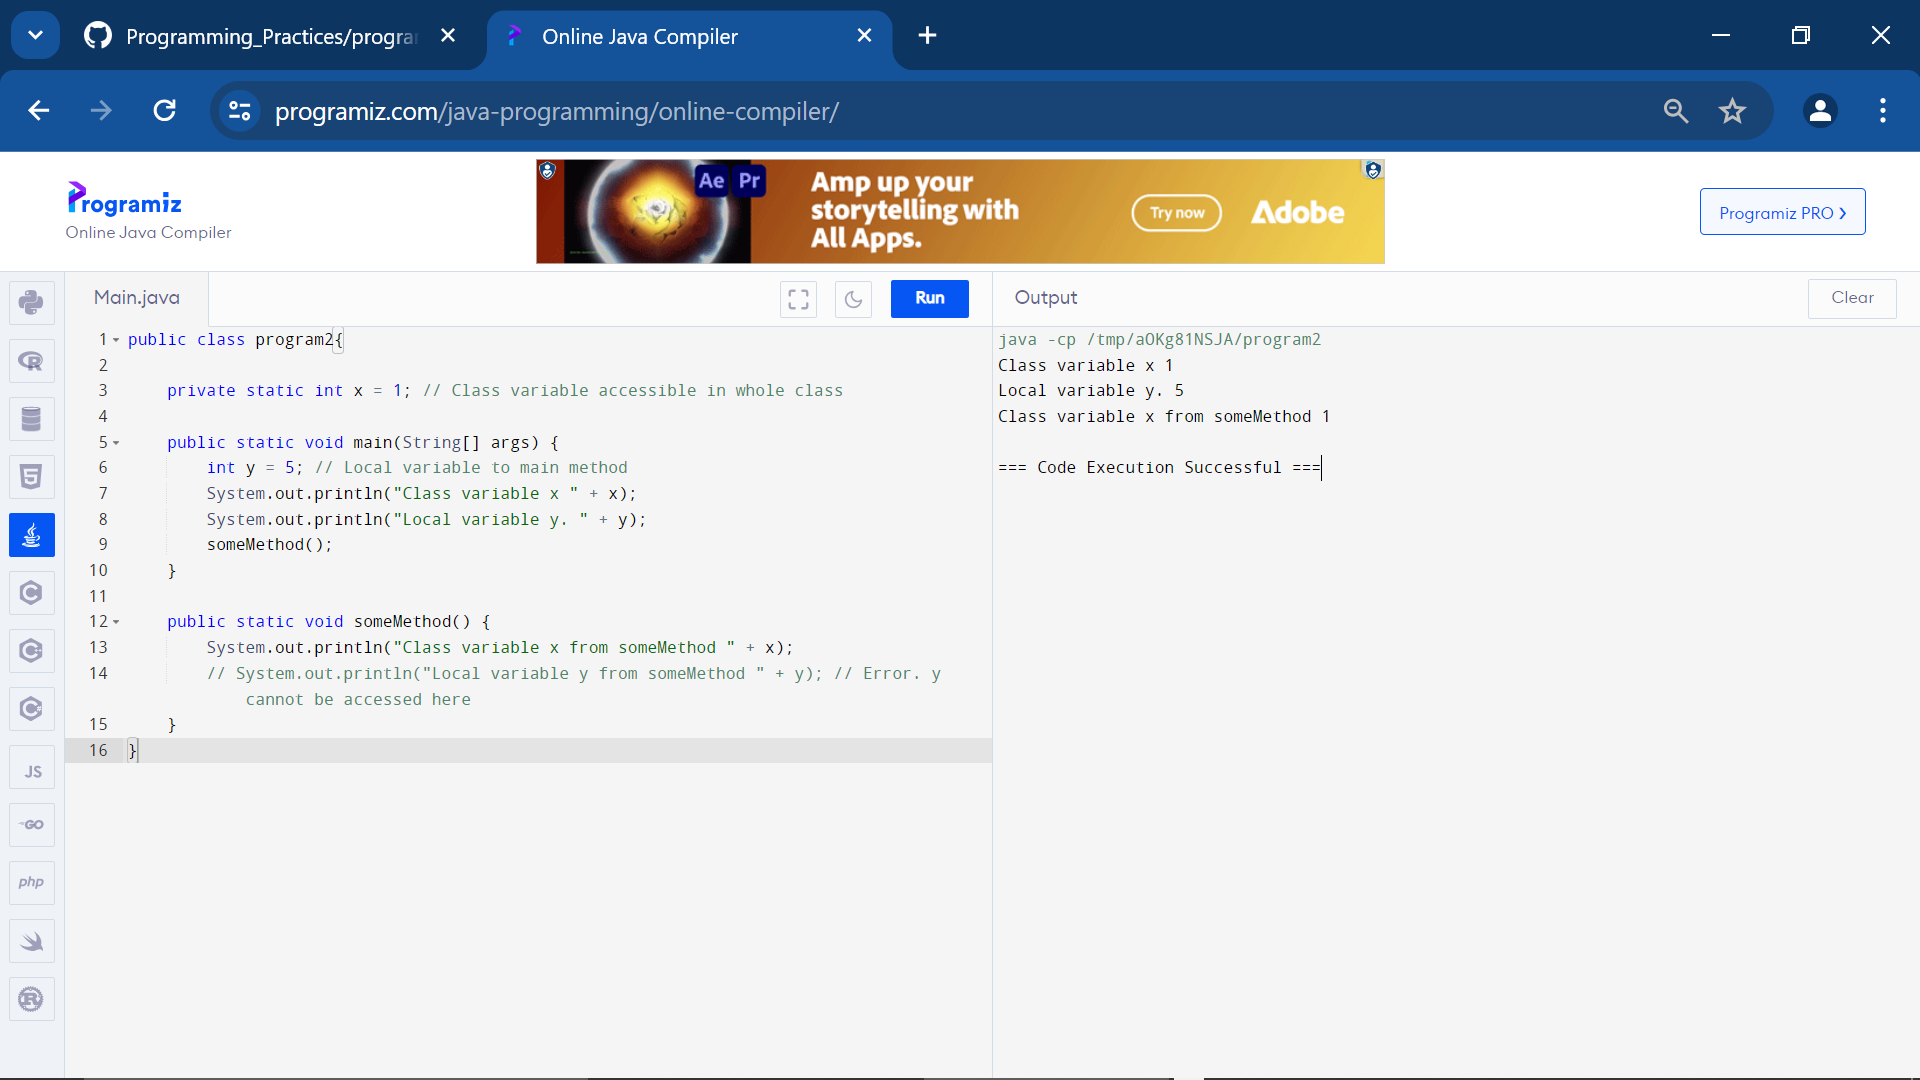 Programming_Practices/progra
Online Java Compiler
programiz.com/java-programming/online-compiler/
Programiz
Online Java Compiler
Ae Pr
Amp up your
storytelling with
All Apps.
Try now
Adobe
Programiz PRO
Main.java
Run
Output
Clear
1 public class program2{
2
3 private static int x = 1; // Class variable accessible in whole class
4
5 public static void main(String[] args) {
6 int y = 5; // Local variable to main method
7 System.out.println("Class variable x " + x);
8 System.out.println("Local variable y. " + y);
9 someMethod();
10 }
11
12 public static void someMethod() {
13 System.out.println("Class variable x from someMethod " + x);
14 // System.out.println("Local variable y from someMethod " + y); // Error. y
cannot be accessed here
15 }
16 }
java -cp /tmp/aOKg81NSJA/program2
Class variable x 1
Local variable y. 5
Class variable x from someMethod 1
=== Code Execution Successful ===
R
5
C
C
C
JS
GO
php
R